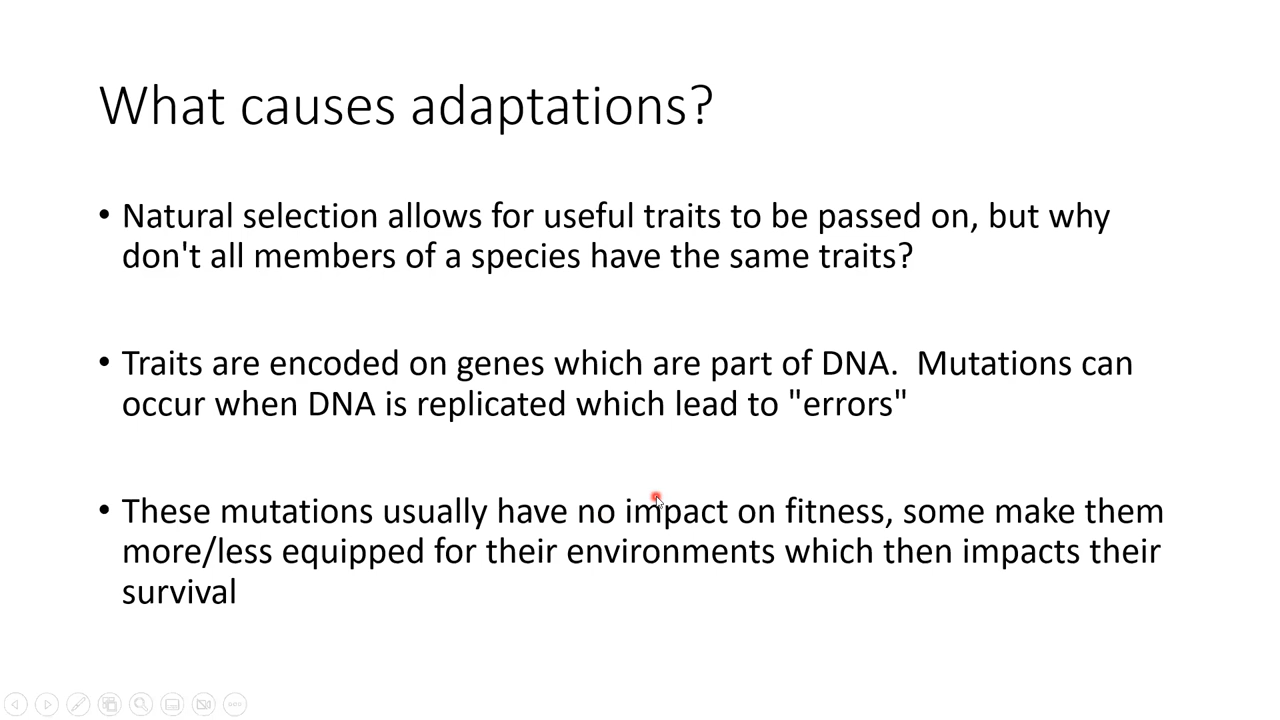 What causes adaptations?
• Natural selection allows for useful traits to be passed on, but why
don't all members of a species have the same traits?
• Traits are encoded on genes which are part of DNA.  Mutations can
occur when DNA is replicated which lead to "errors"
• These mutations usually have no impact on fitness, some make them
more/less equipped for their environments which then impacts their
survival